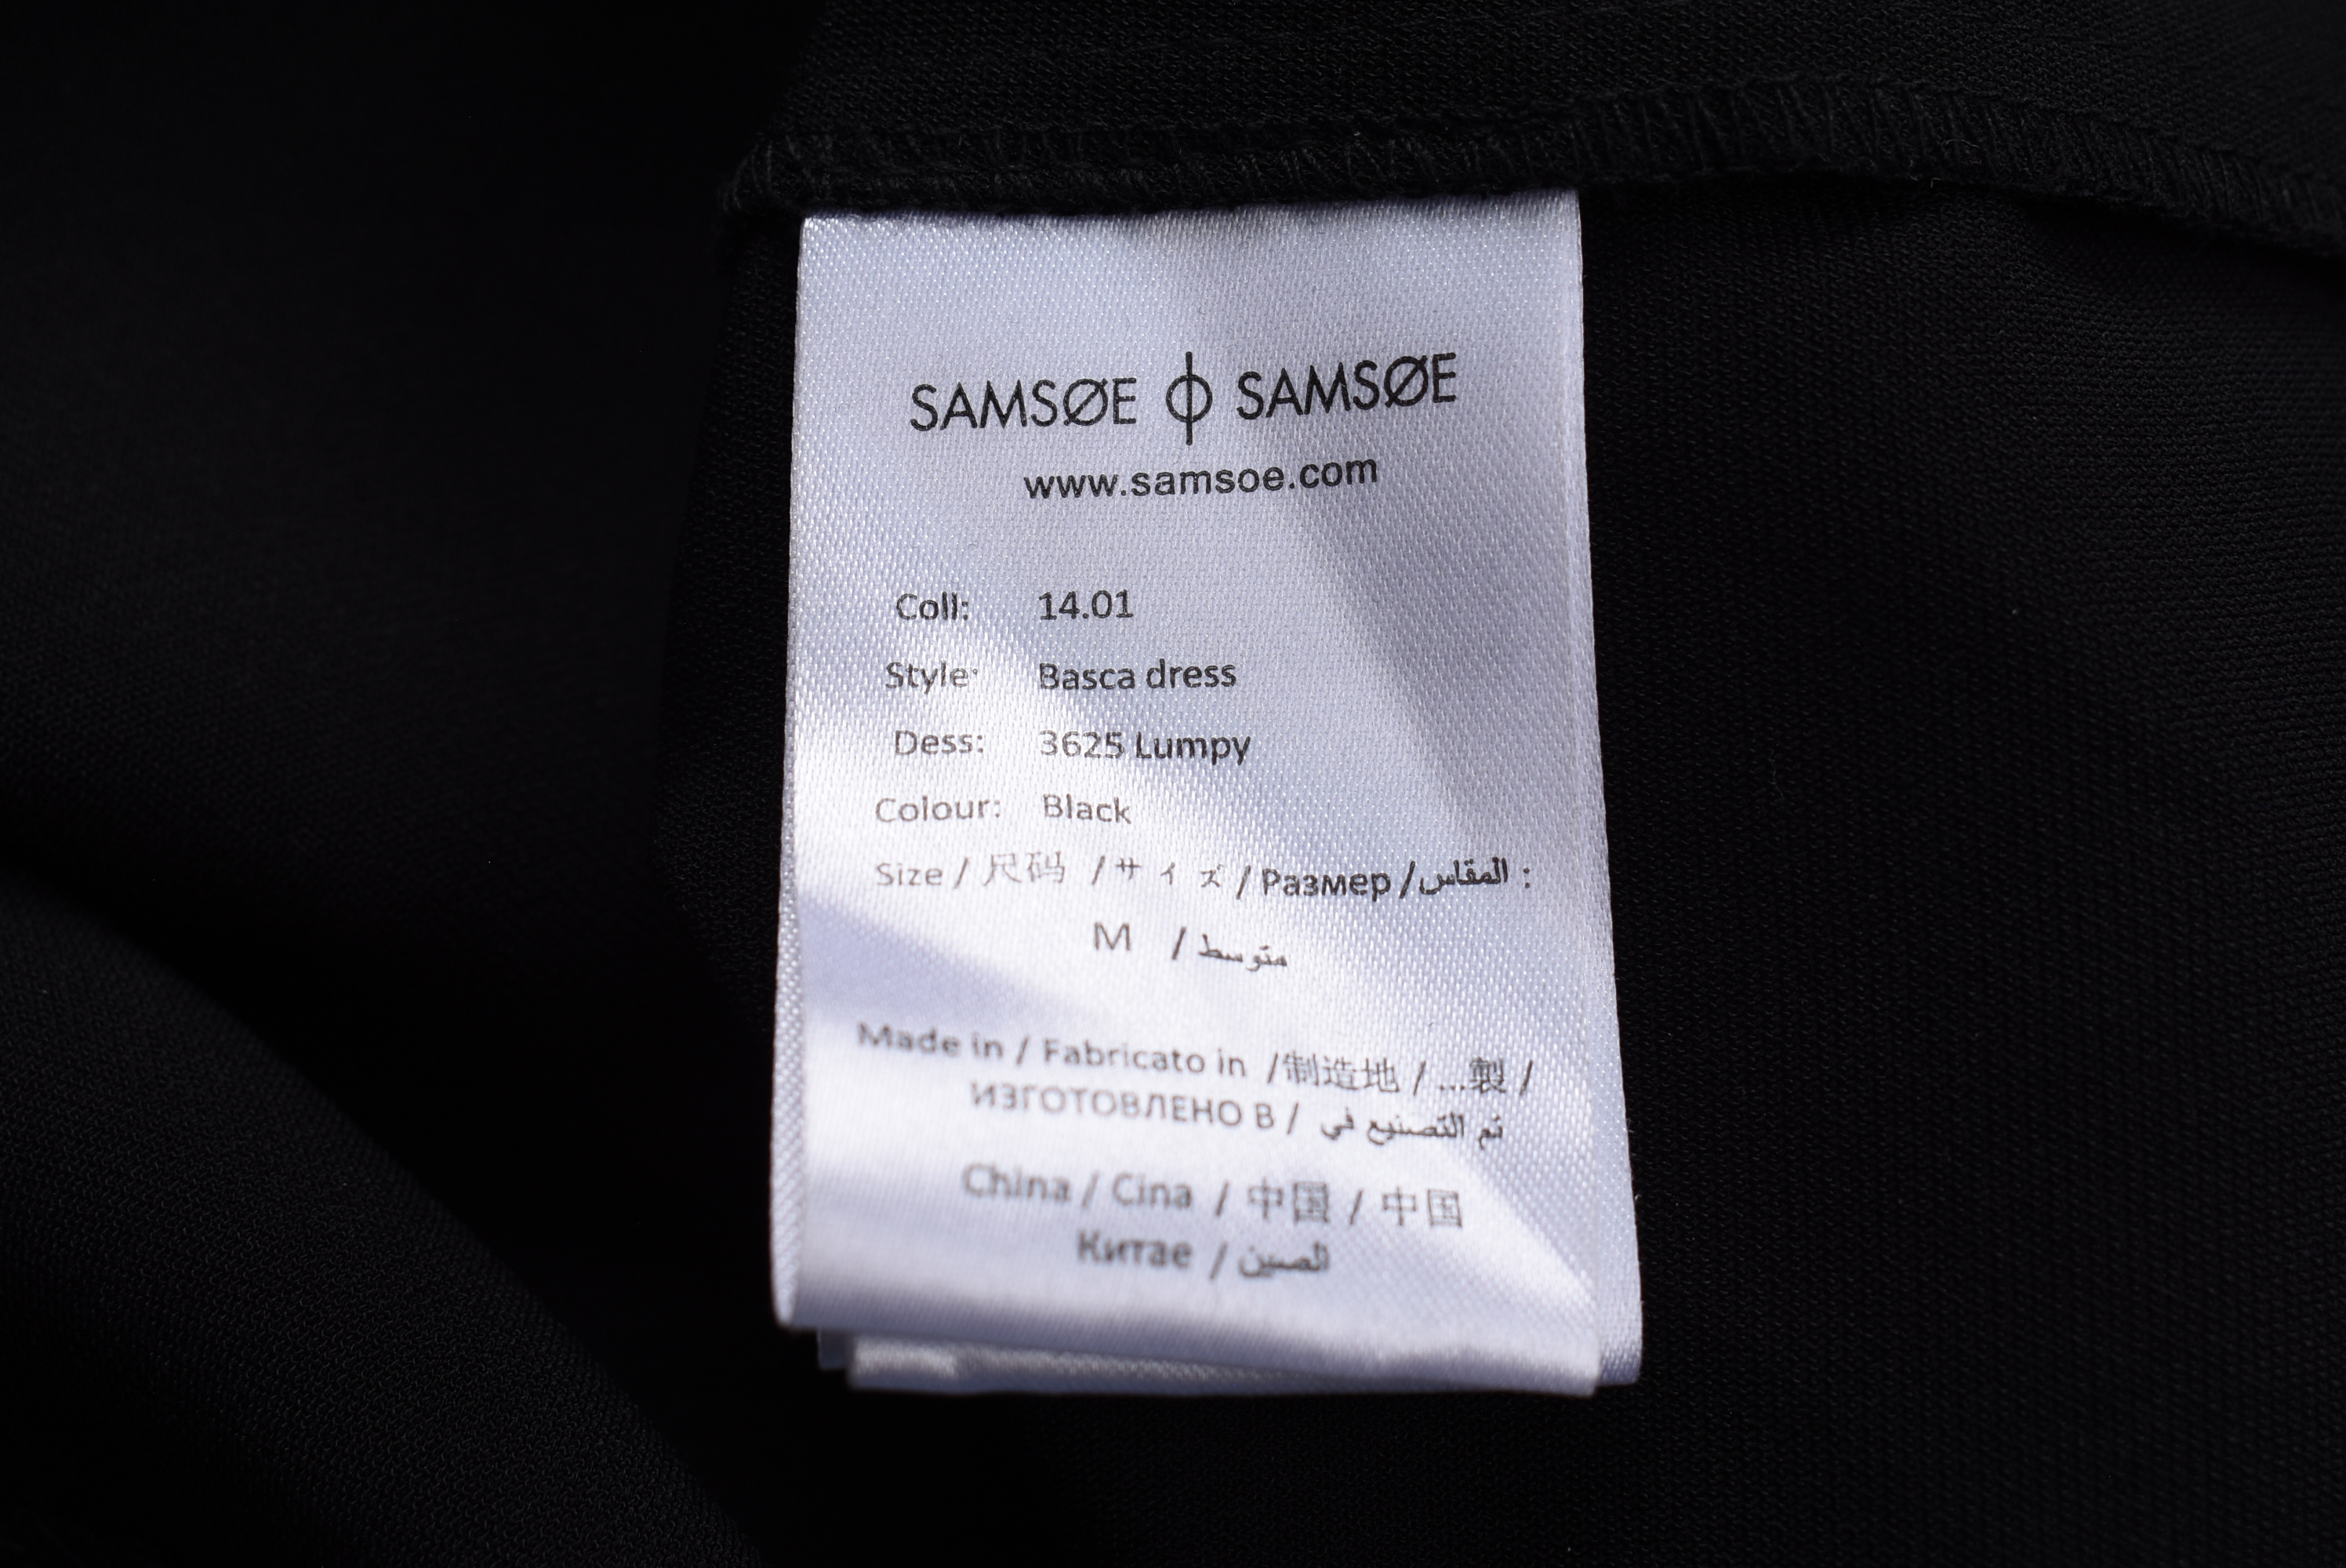 SAMSØE ϕ SAMSØE
www.samsoe.com
Coll: 14.01
Style: Basca dress
Dess: 3625 Lumpy
Colour: Black
Size / 尺码 / サイズ / Размер / المقاس :
M / متوسط
Made in / Fabricato in / 制造地 / ...製 /
ИЗГОТОВЛЕНО В / تم التصنيع في
China / Cina / 中国 / 中国
Китае / الصين